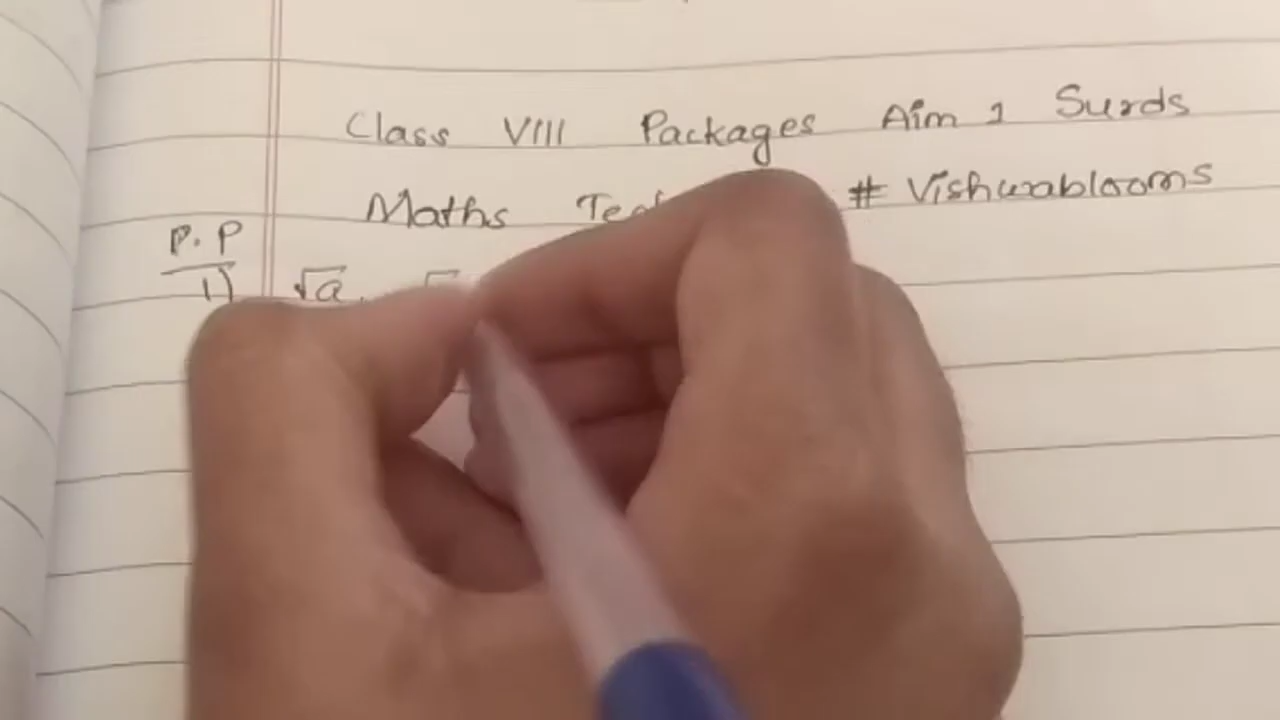 Class VIII Packages Aim 1 Surds
Maths # Vishwablooms
P.P
1) √a,